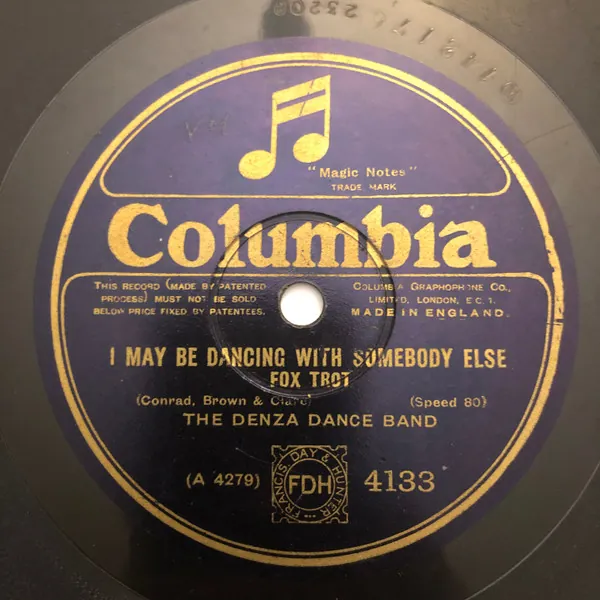 "Magic Notes"
TRADE MARK
Columbia
THIS RECORD (MADE BY PATENTED
PROCESS) MUST NOT BE SOLD
BELOW PRICE FIXED BY PATENTEES.
COLUMBIA GRAPHOPHONE CO.,
LIMITED, LONDON, E.C.1.
MADE IN ENGLAND.
I MAY BE DANCING WITH SOMEBODY ELSE
FOX TROT
(Conrad, Brown & Clare)
(Speed 80)
THE DENZA DANCE BAND
(A 4279)
FRANCIS, DAY & HUNTER
FDH
4133